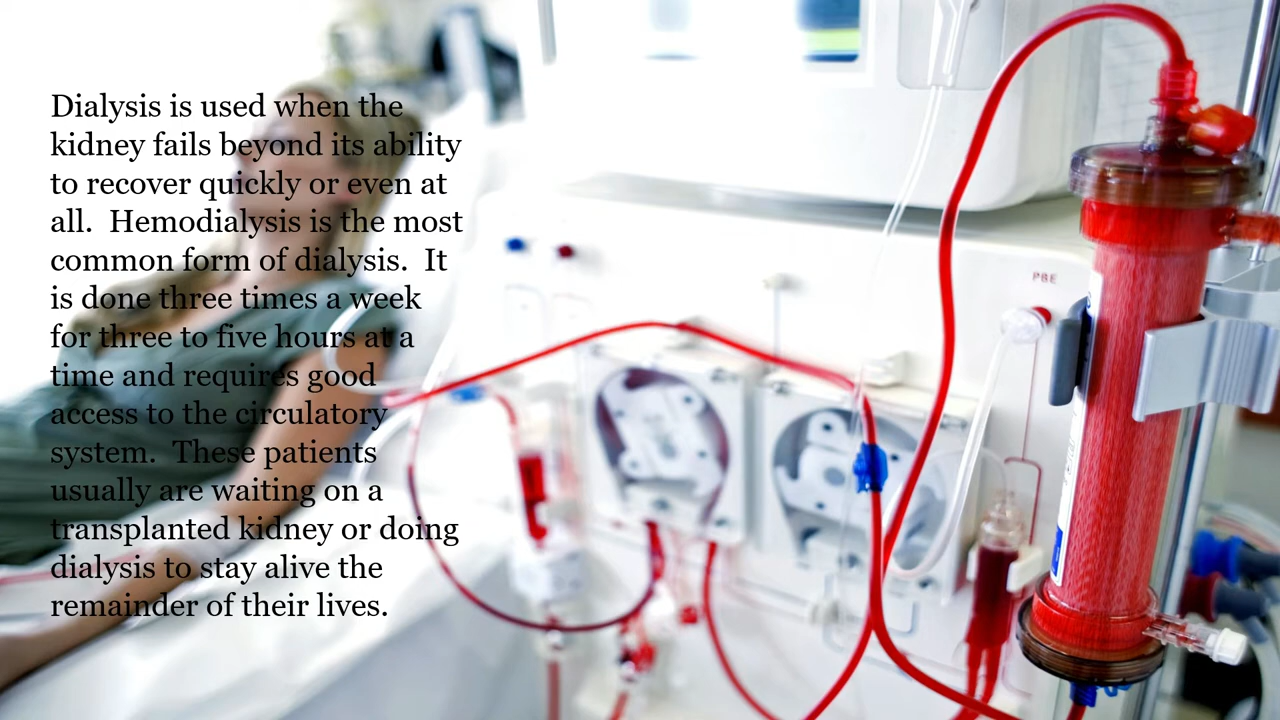 Dialysis is used when the
kidney fails beyond its ability
to recover quickly or even at
all.  Hemodialysis is the most
common form of dialysis.  It
is done three times a week
for three to five hours at a
time and requires good
access to the circulatory
system.  These patients
usually are waiting on a
transplanted kidney or doing
dialysis to stay alive the
remainder of their lives.
PBE